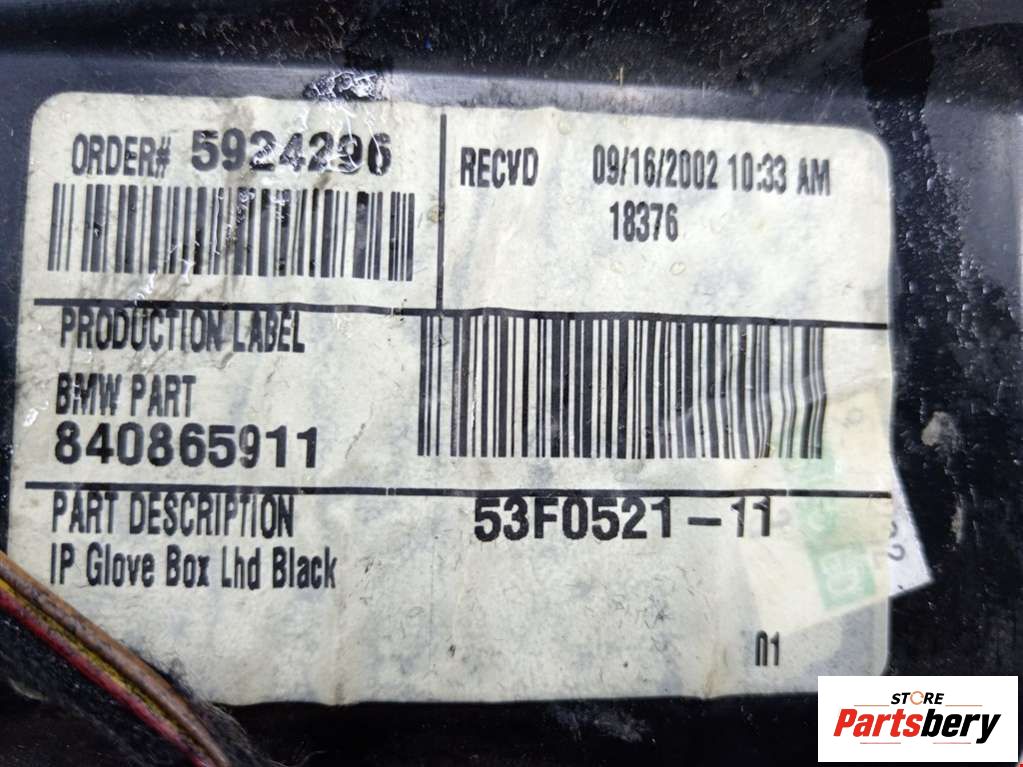 ORDER# 5924296
RECVD 09/16/2002 10:33 AM
18376
PRODUCTION LABEL
BMW PART
840865911
PART DESCRIPTION
53F0521-11
IP Glove Box Lhd Black
01
STORE
Partsbery